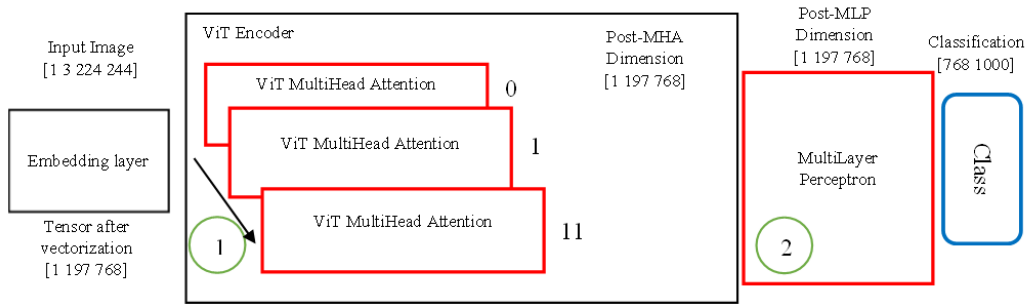 Input Image
[1 3 224 244]
Embedding layer
Tensor after
vectorization
[1 197 768]
ViT Encoder
ViT MultiHead Attention
0
ViT MultiHead Attention
1
ViT MultiHead Attention
11
1
Post-MHA
Dimension
[1 197 768]
Post-MLP
Dimension
[1 197 768]
MultiLayer
Perceptron
2
Classification
[768 1000]
Class